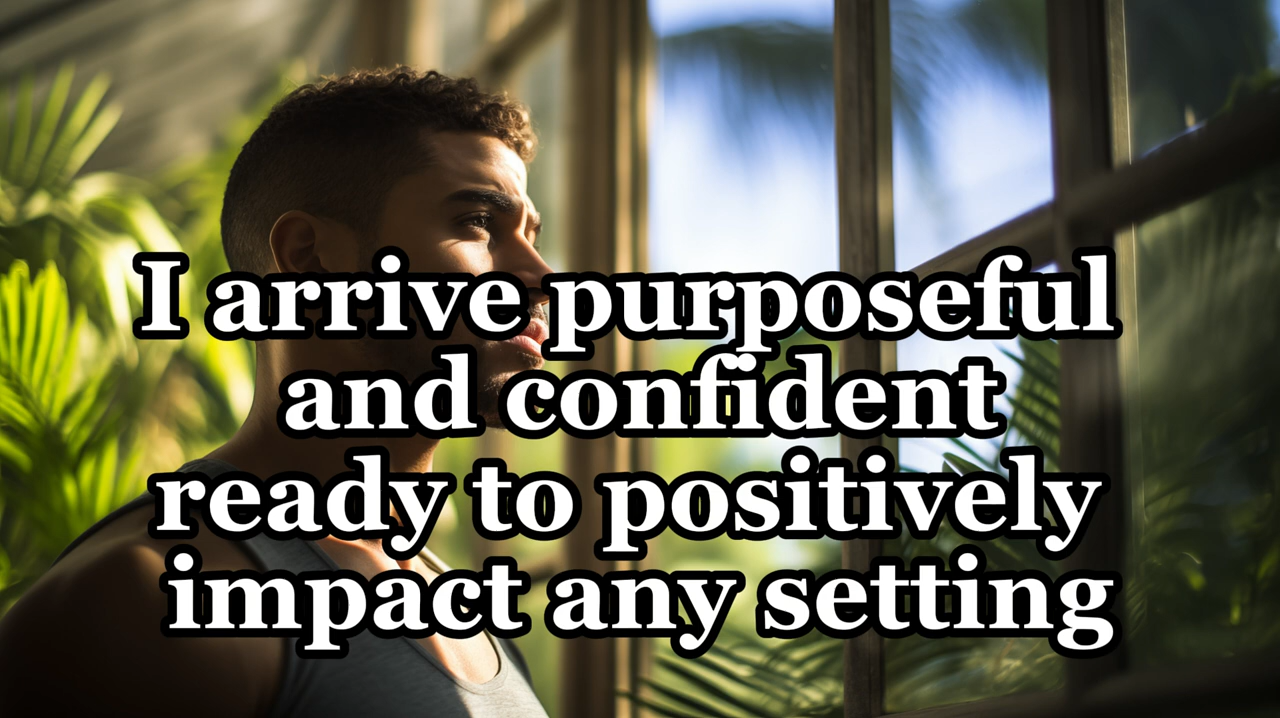 I arrive purposeful
and confident
ready to positively
impact any setting